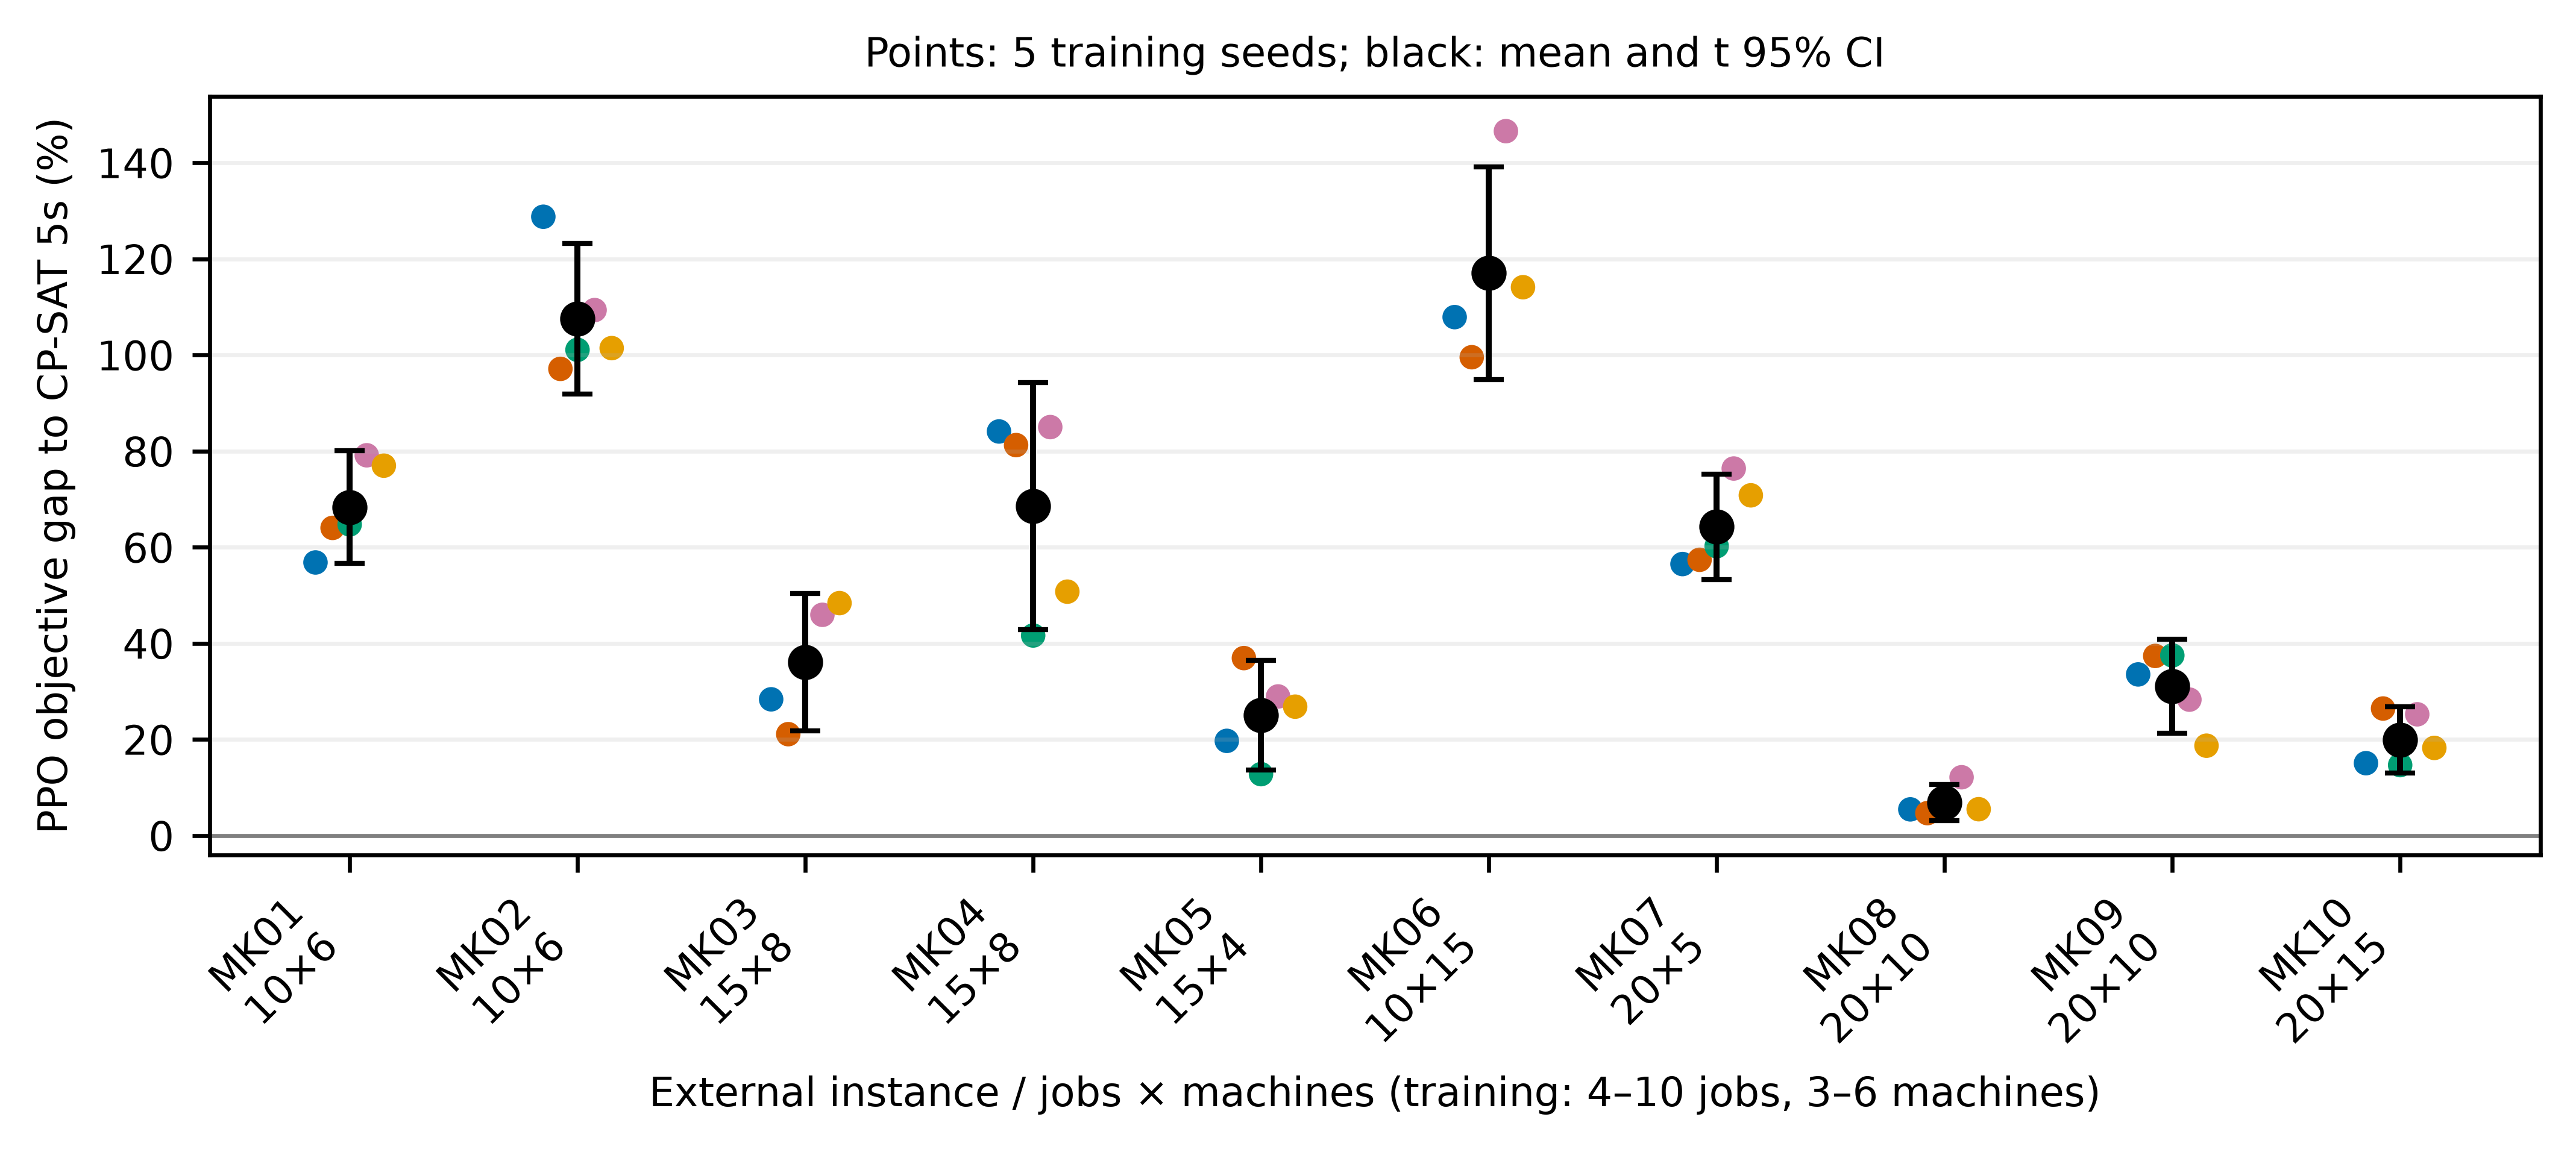 Points: 5 training seeds; black: mean and t 95% CI
PPO objective gap to CP-SAT 5s (%)
140
120
100
80
60
40
20
0
MK01
10×6
MK02
10×6
MK03
15×8
MK04
15×8
MK05
15×4
MK06
10×15
MK07
20×5
MK08
20×10
MK09
20×10
MK10
20×15
External instance / jobs × machines (training: 4–10 jobs, 3–6 machines)